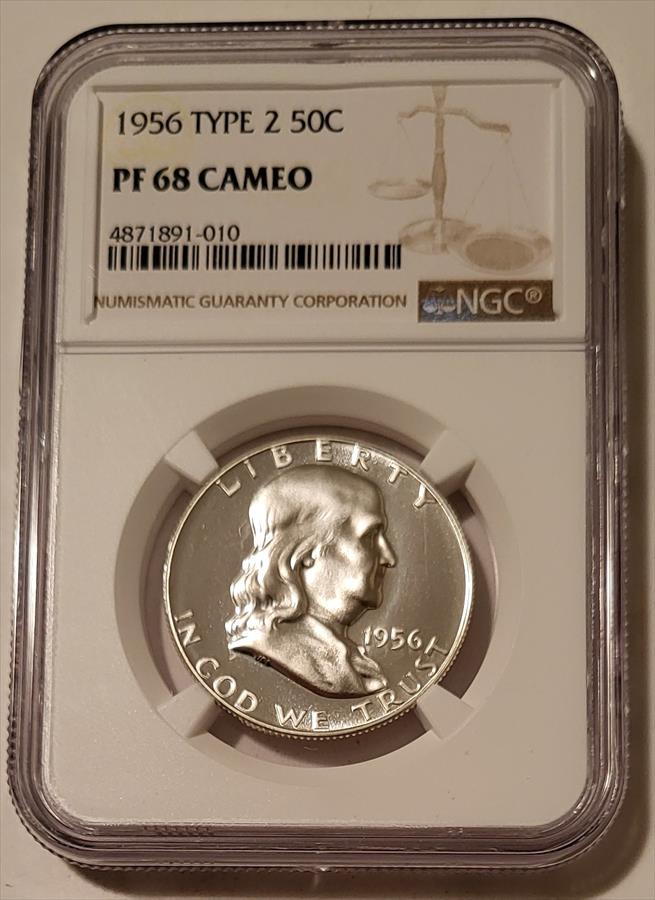 1956 TYPE 2 50C
PF 68 CAMEO
4871891-010
NUMISMATIC GUARANTY CORPORATION
NGC®
LIBERTY
1956
IN GOD WE TRUST